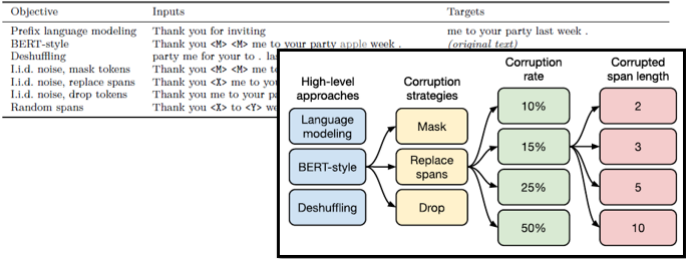 Objective Inputs Targets
Prefix language modeling Thank you for inviting me to your party last week .
BERT-style Thank you <M> <M> me to your party apple week . (original text)
Deshuffling party me for your to . 
I.i.d. noise, mask tokens Thank you <M> <M> me
I.i.d. noise, replace spans Thank you <X> me to
I.i.d. noise, drop tokens Thank you me to your
Random spans Thank you <X> to <Y>
High-level approaches
Language modeling
BERT-style
Deshuffling
Corruption strategies
Mask
Replace spans
Drop
Corruption rate
10%
15%
25%
50%
Corrupted span length
2
3
5
10